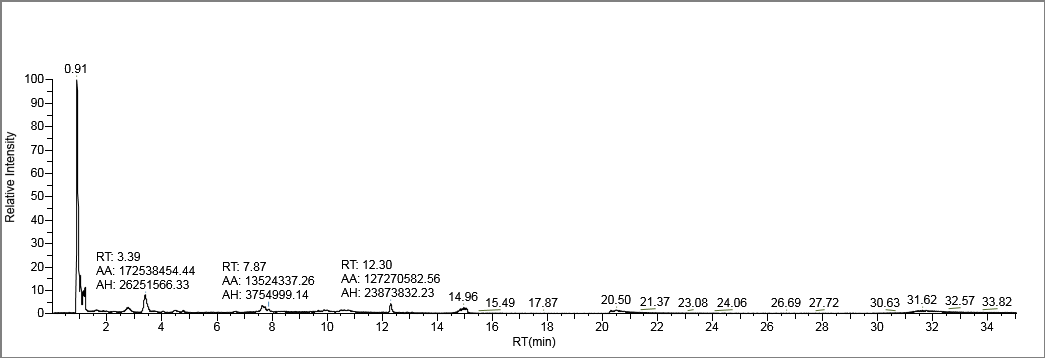 0.91
100
90
80
70
60
50
40
30
20
10
0
Relative Intensity
RT: 3.39
AA: 172538454.44
AH: 26251566.33
RT: 7.87
AA: 13524337.26
AH: 3754999.14
RT: 12.30
AA: 127270582.56
AH: 23873832.23
14.96 15.49 17.87 20.50 21.37 23.08 24.06 26.69 27.72 30.63 31.62 32.57 33.82
2 4 6 8 10 12 14 16 18 20 22 24 26 28 30 32 34
RT(min)